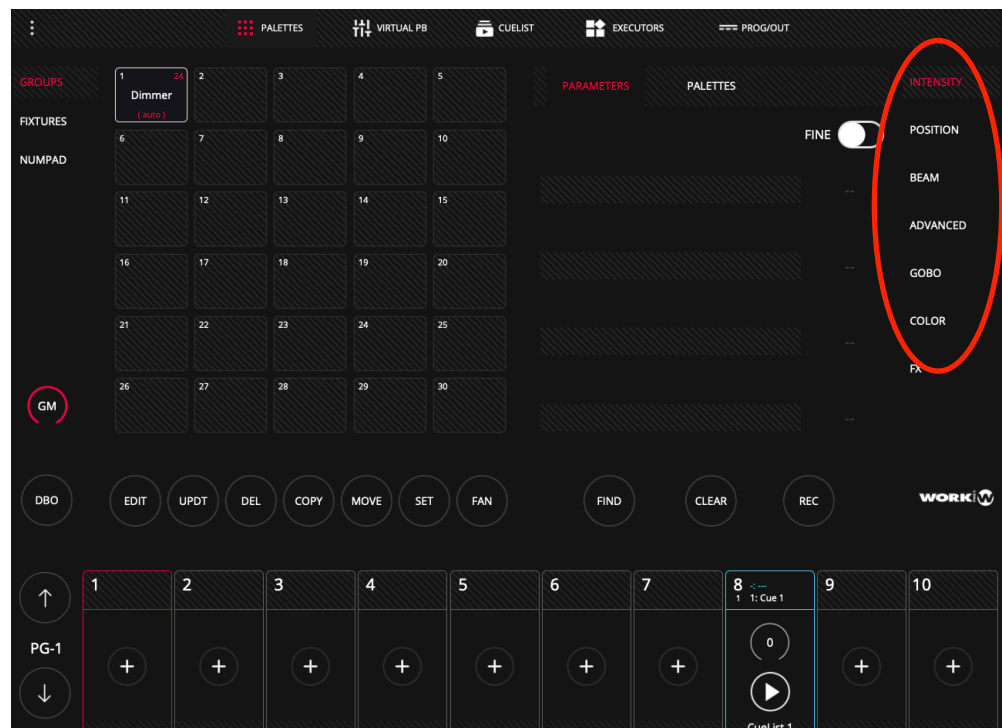 PALETTES
VIRTUAL PB
CUELIST
EXECUTORS
PROG/OUT
GROUPS
FIXTURES
NUMPAD
1 24 2 3 4 5
Dimmer
( auto )
6 7 8 9 10
11 12 13 14 15
16 17 18 19 20
21 22 23 24 25
26 27 28 29 30
PARAMETERS
PALETTES
FINE
--
--
--
--
INTENSITY
POSITION
BEAM
ADVANCED
GOBO
COLOR
FX
GM
DBO
EDIT
UPDT
DEL
COPY
MOVE
SET
FAN
FIND
CLEAR
REC
WORK
PG-1
1
+
2
+
3
+
4
+
5
+
6
+
7
+
8 -: ---
1 1: Cue 1
0
CueList 1
9
+
10
+